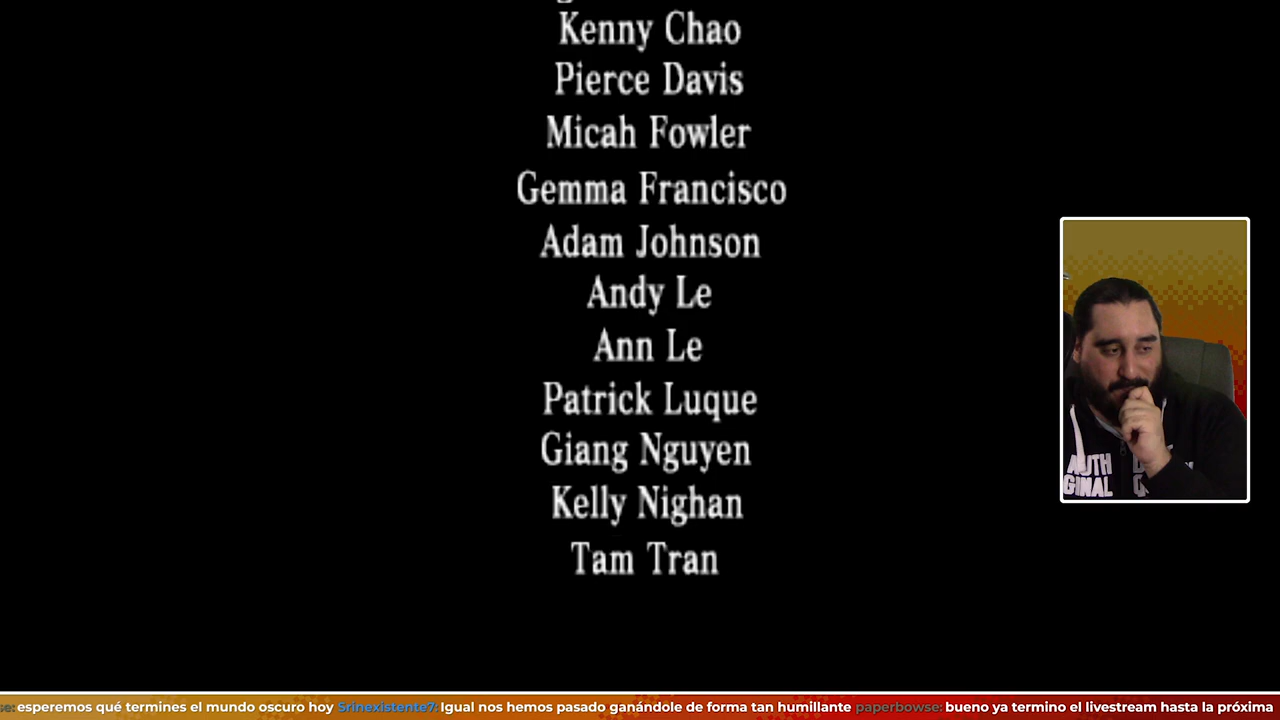 Kenny Chao
Pierce Davis
Micah Fowler
Gemma Francisco
Adam Johnson
Andy Le
Ann Le
Patrick Luque
Giang Nguyen
Kelly Nighan
Tam Tran
se: esperemos qué termines el mundo oscuro hoy Srinexistente7: Igual nos hemos pasado ganándole de forma tan humillante paperbowse: bueno ya termino el livestream hasta la próxima